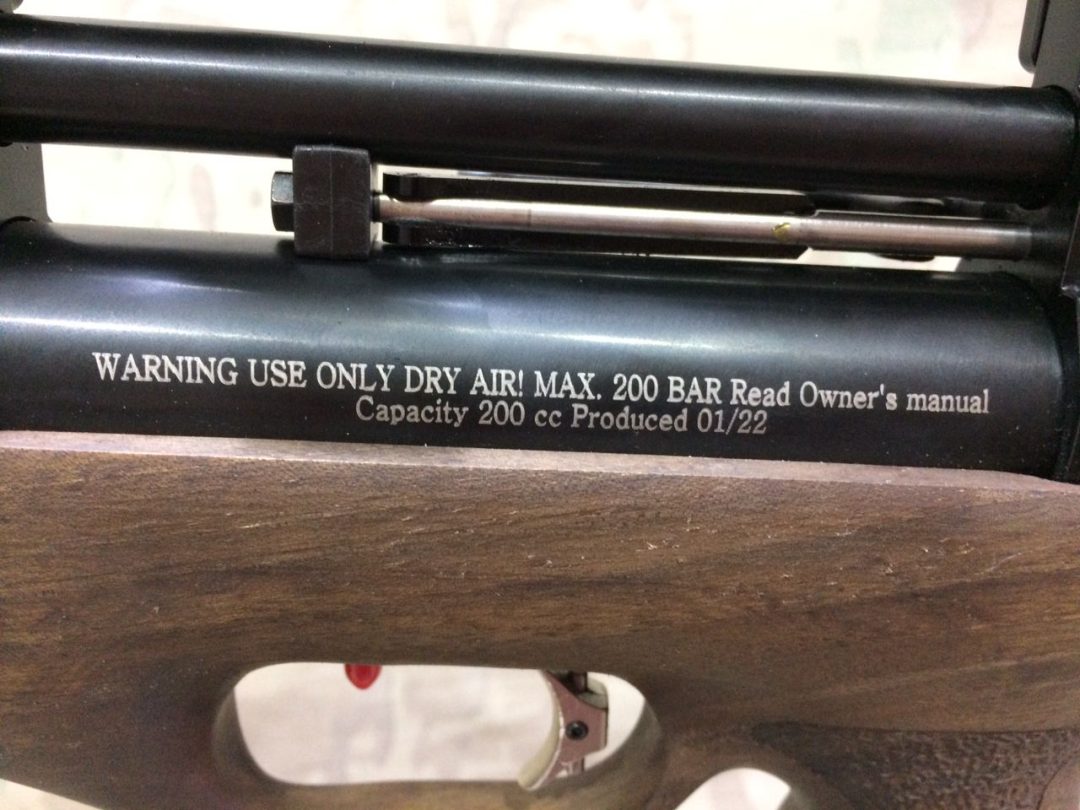 WARNING USE ONLY DRY AIR! MAX. 200 BAR Read Owner's manual
Capacity 200 cc Produced 01/22